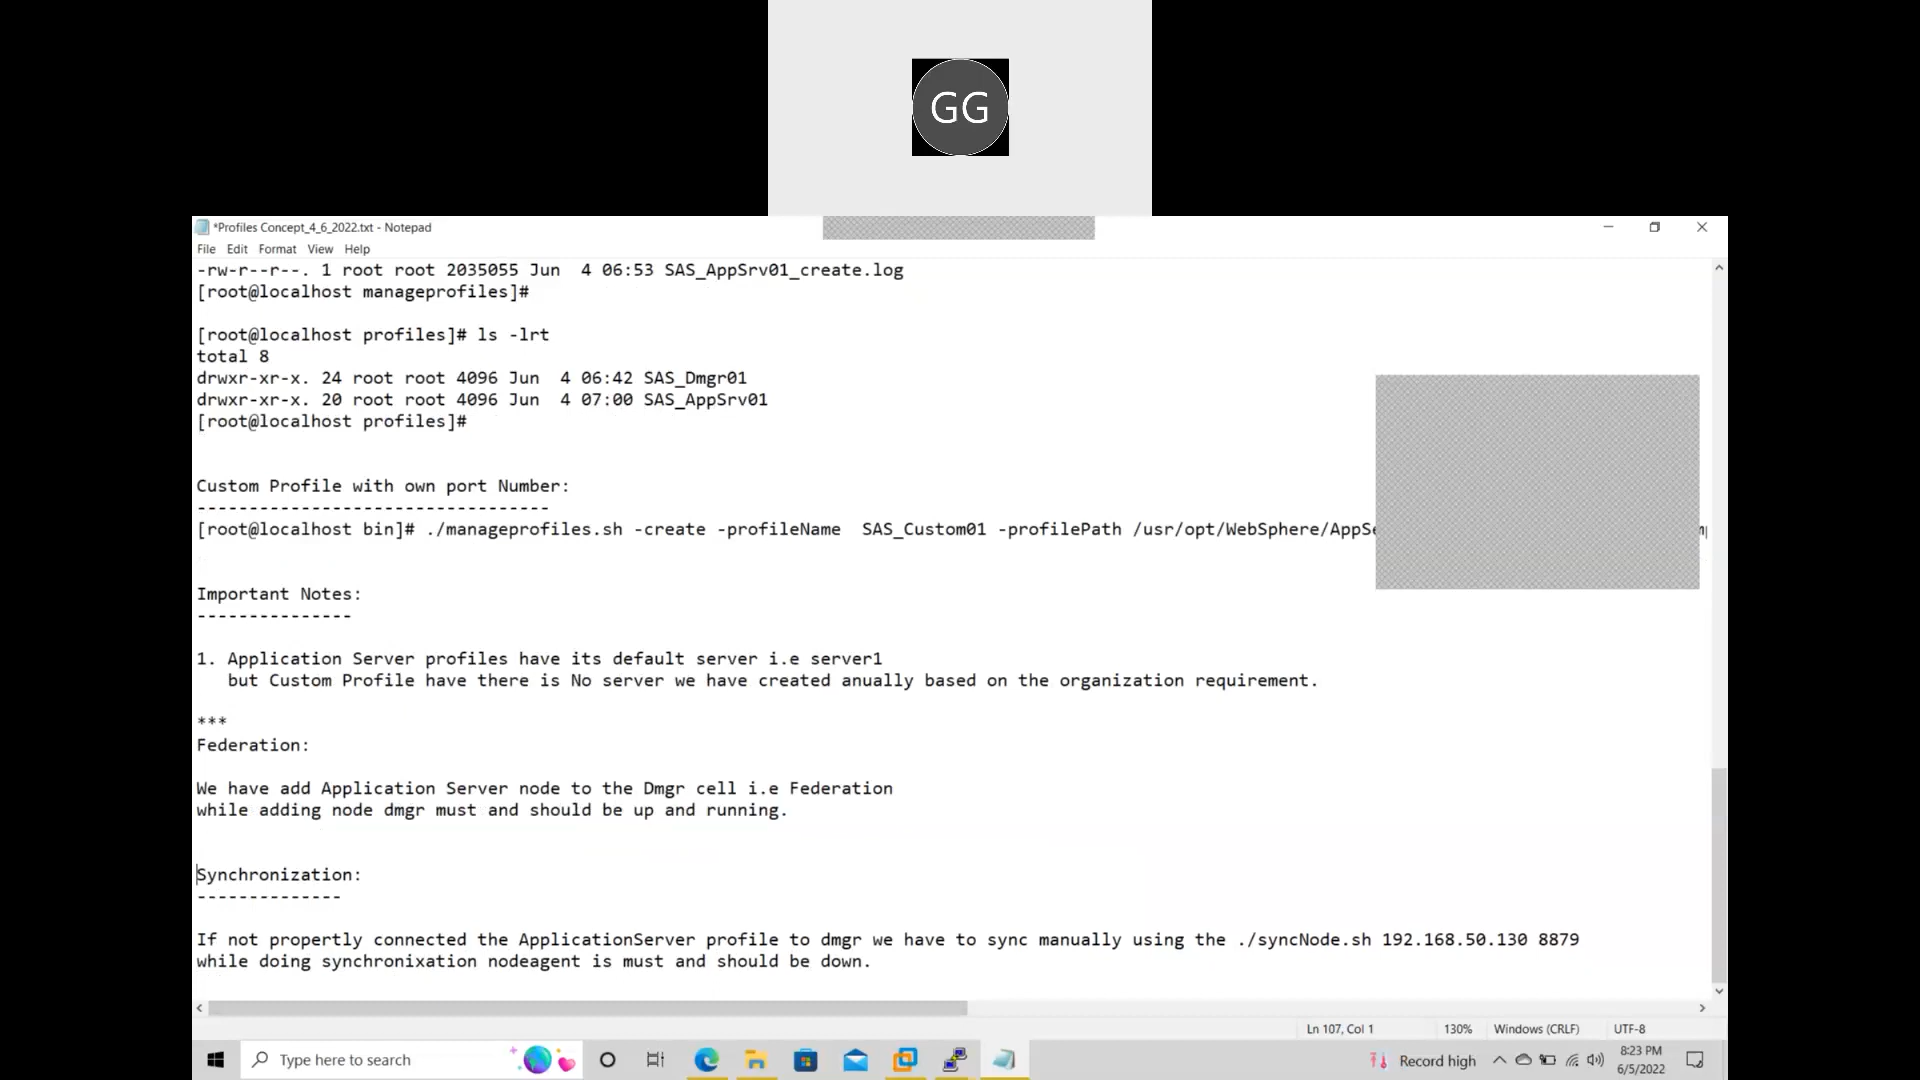 GG
*Profiles Concept_4_6_2022.txt - Notepad
File Edit Format View Help
-rw-r--r--. 1 root root 2035055 Jun  4 06:53 SAS_AppSrv01_create.log
[root@localhost manageprofiles]#
[root@localhost profiles]# ls -lrt
total 8
drwxr-xr-x. 24 root root 4096 Jun  4 06:42 SAS_Dmgr01
drwxr-xr-x. 20 root root 4096 Jun  4 07:00 SAS_AppSrv01
[root@localhost profiles]#
Custom Profile with own port Number:
----------------------------------
[root@localhost bin]# ./manageprofiles.sh -create -profileName  SAS_Custom01 -profilePath /usr/opt/WebSphere/
Important Notes:
---------------
1. Application Server profiles have its default server i.e server1
but Custom Profile have there is No server we have created anually based on the organization requirement.
***
Federation:
We have add Application Server node to the Dmgr cell i.e Federation
while adding node dmgr must and should be up and running.
Synchronization:
--------------
If not propertly connected the ApplicationServer profile to dmgr we have to sync manually using the ./syncNode.sh 192.168.50.130 8879
while doing synchronixation nodeagent is must and should be down.
Ln 107, Col 1 130% Windows (CRLF) UTF-8
Type here to search
Record high
8:23 PM
6/5/2022